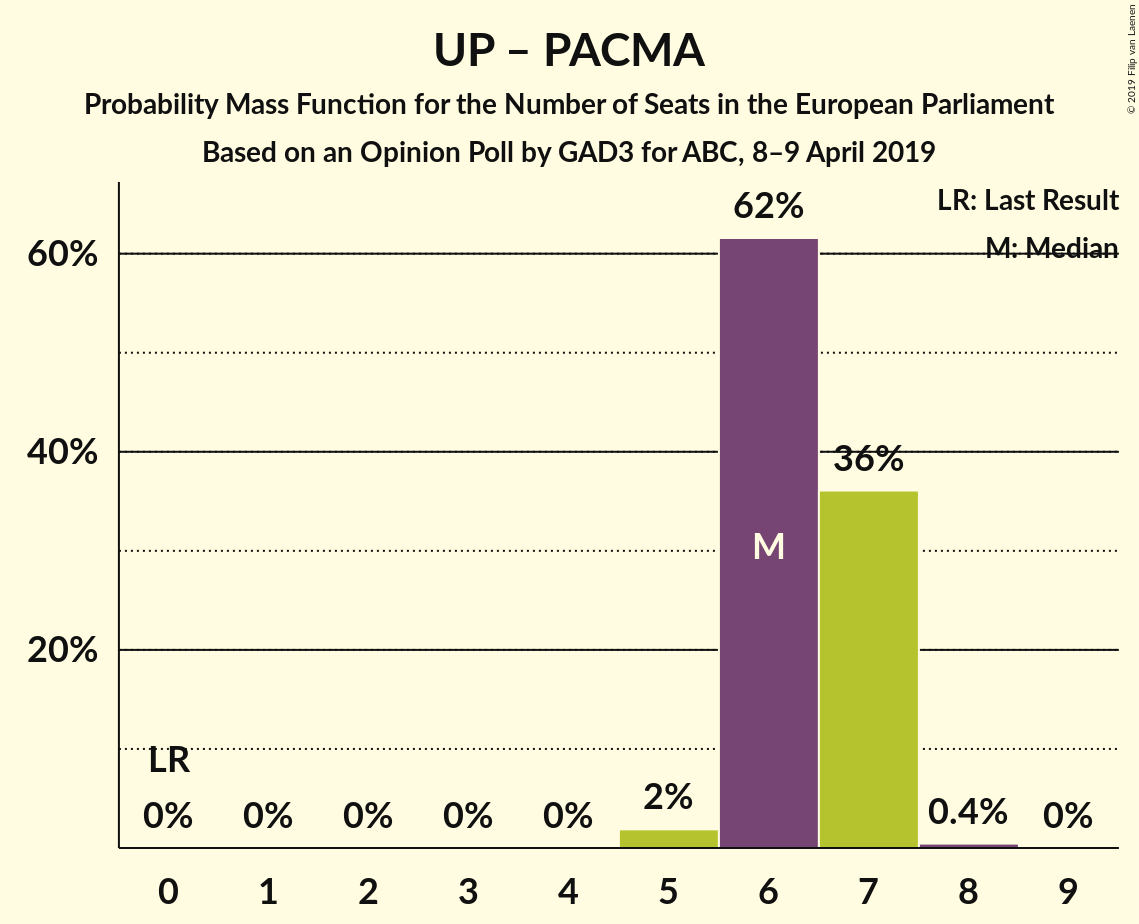 UP – PACMA
Probability Mass Function for the Number of Seats in the European Parliament
Based on an Opinion Poll by GAD3 for ABC, 8–9 April 2019
© 2019 Filip van Laenen
LR: Last Result
M: Median
60%
40%
20%
62%
36%
M
LR
0% 0% 0% 0% 0% 2% 0.4% 0%
0 1 2 3 4 5 6 7 8 9